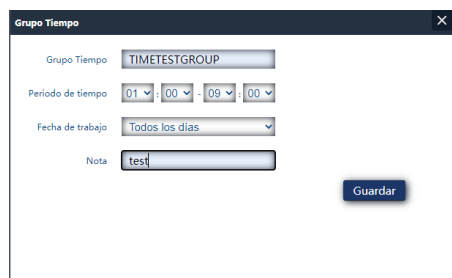 Grupo Tiempo
Grupo Tiempo TIMETESTGROUP
Periodo de tiempo 01 : 00 - 09 : 00
Fecha de trabajo Todos los días
Nota test
Guardar